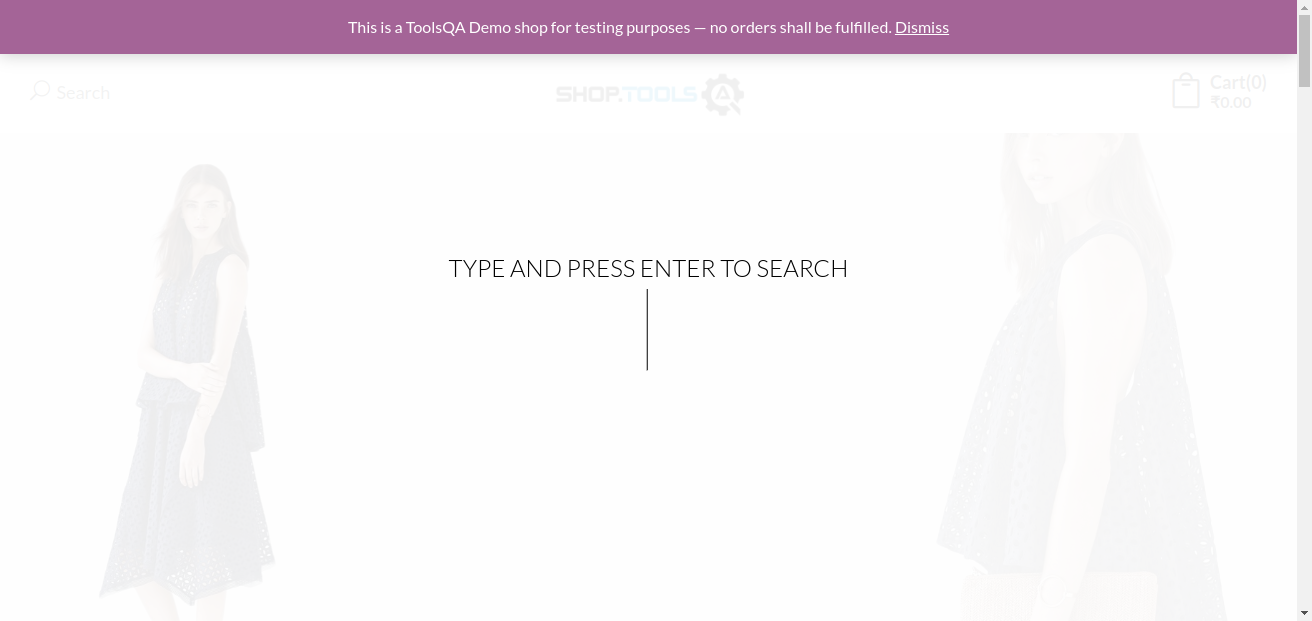 This is a ToolsQA Demo shop for testing purposes — no orders shall be fulfilled. Dismiss
Search
SHOP.TOOLS
Cart(0)
₹0.00
TYPE AND PRESS ENTER TO SEARCH